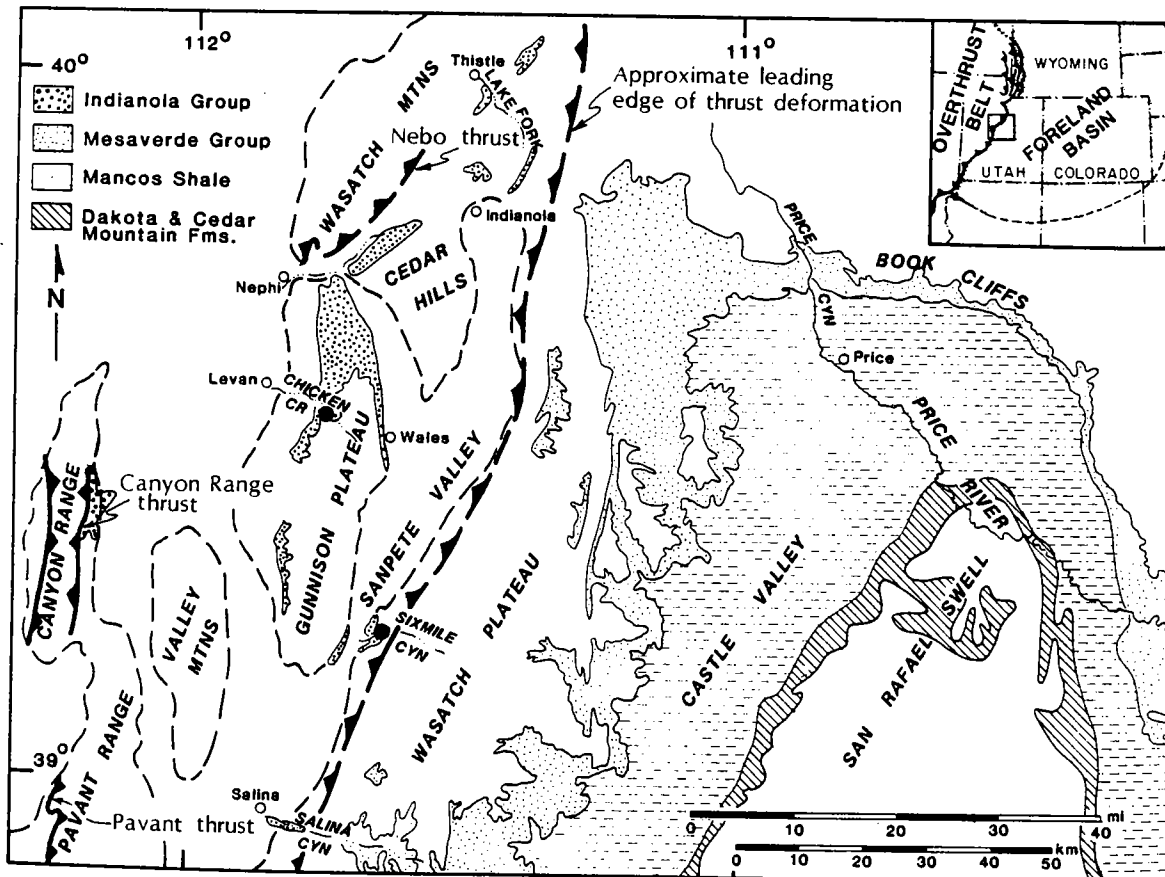 112°
111°
40°
39°
Indianola Group
Mesaverde Group
Mancos Shale
Dakota & Cedar
Mountain Fms.
N
Thistle
LAKE FORK
WASATCH MTNS
Nebo thrust
Approximate leading
edge of thrust deformation
Indianola
CEDAR
HILLS
Nephi
Levan
CHICKEN
CR
Wales
GUNNISON PLATEAU
SANPETE VALLEY
SIXMILE
CYN
WASATCH PLATEAU
CANYON RANGE
Canyon Range
thrust
VALLEY
MTNS
PAVANT RANGE
Pavant thrust
Salina
SALINA
CYN
PRICE
CYN
BOOK CLIFFS
Price
PRICE RIVER
CASTLE VALLEY
SAN RAFAEL SWELL
OVERTHRUST
BELT
WYOMING
FORELAND
BASIN
UTAH
COLORADO
0 10 20 30 40 mi
0 10 20 30 40 50 km